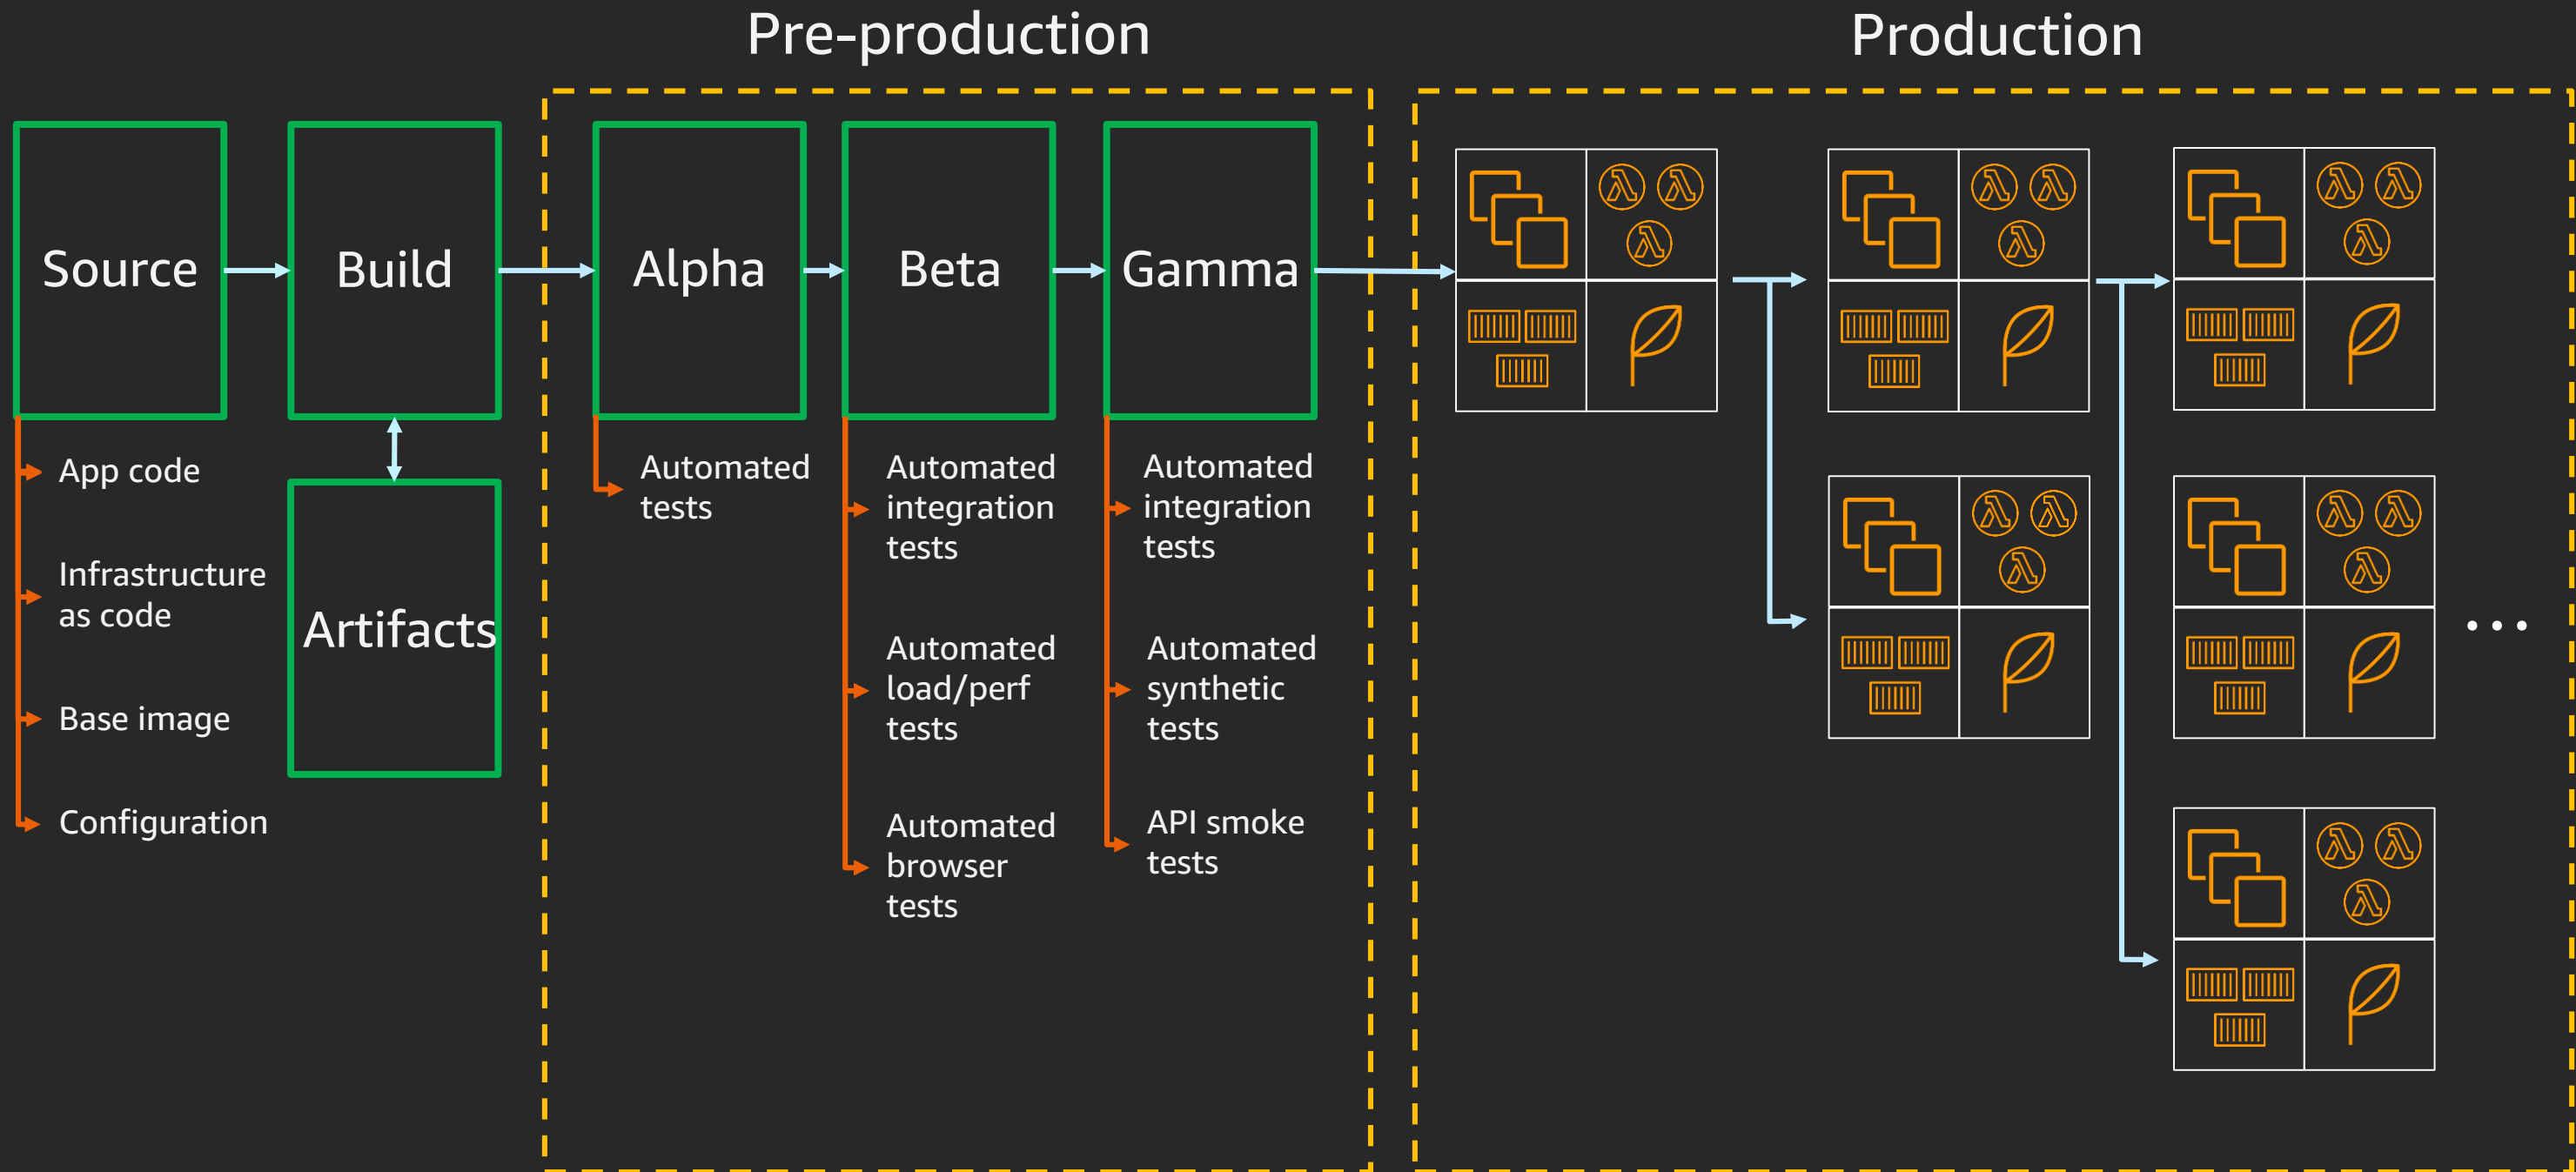 Pre-production
Production
Source
Build
Alpha
Beta
Gamma
App code
Infrastructure
as code
Base image
Configuration
Artifacts
Automated
tests
Automated
integration
tests
Automated
load/perf
tests
Automated
browser
tests
Automated
integration
tests
Automated
synthetic
tests
API smoke
tests
...